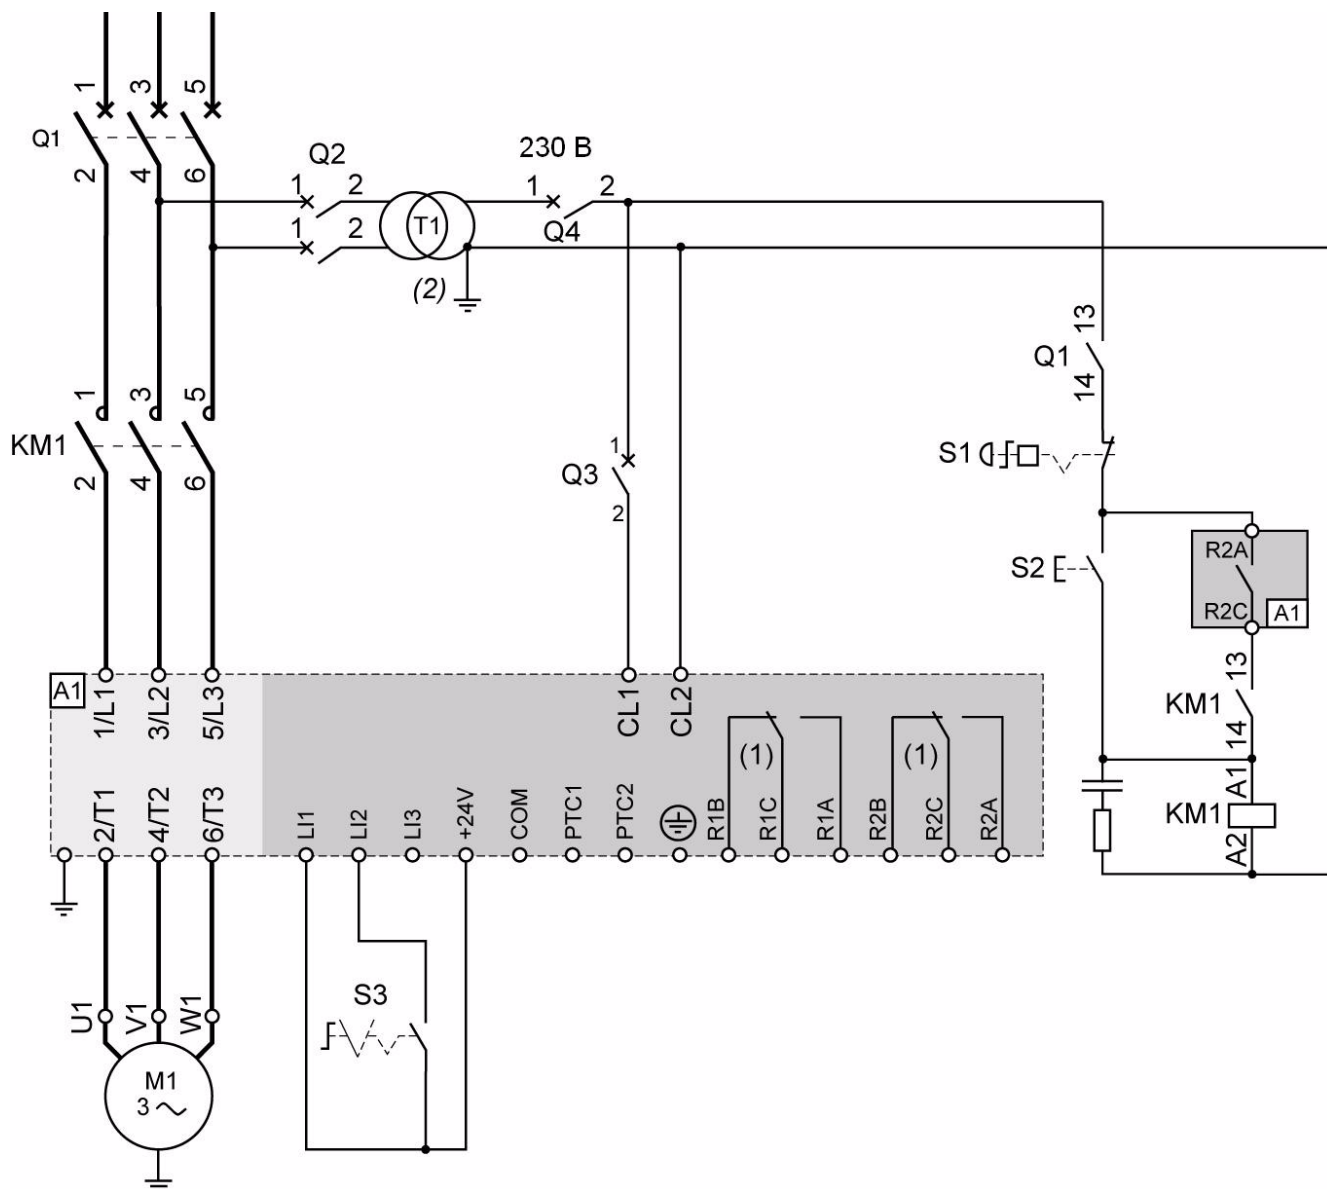 1 3 5
Q1
2 4 6
Q2
1 2
1 2
T1
(2)
230 В
1 2
Q4
13
Q1
14
1 3 5
KM1
2 4 6
1
Q3
2
S1
S2
R2A
R2C
A1
13
KM1
14
A1
KM1
A2
A1
1/L1 3/L2 5/L3
CL1 CL2
(1) (1)
2/T1 4/T2 6/T3
LI1 LI2 LI3 +24V COM PTC1 PTC2 R1B R1C R1A R2B R2C R2A
S3
U1 V1 W1
M1
3